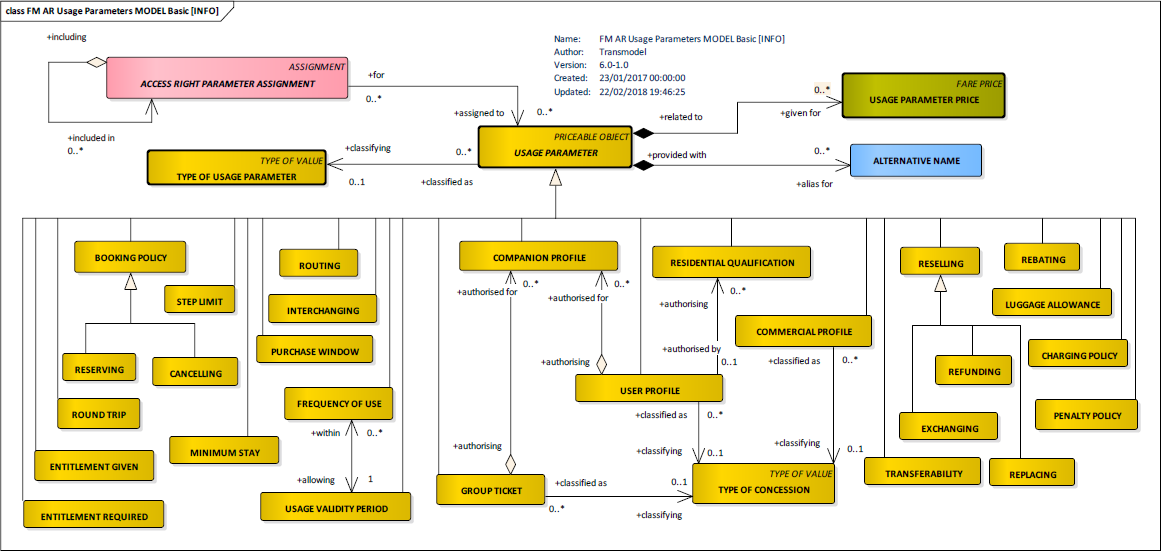 class FM AR Usage Parameters MODEL Basic [INFO]
+including
ASSIGNMENT
ACCESS RIGHT PARAMETER ASSIGNMENT
+for
0..*
+included in
0..*
Name: FM AR Usage Parameters MODEL Basic [INFO]
Author: Transmodel
Version: 6.0-1.0
Created: 23/01/2017 00:00:00
Updated: 22/02/2018 19:46:25
+assigned to
0..*
PRICEABLE OBJECT
USAGE PARAMETER
+related to
0..*
+given for
FARE PRICE
USAGE PARAMETER PRICE
+provided with
0..*
+alias for
ALTERNATIVE NAME
TYPE OF VALUE
TYPE OF USAGE PARAMETER
+classifying
0..1
0..*
+classified as
BOOKING POLICY
STEP LIMIT
RESERVING
CANCELLING
ROUND TRIP
MINIMUM STAY
ENTITLEMENT GIVEN
ENTITLEMENT REQUIRED
ROUTING
INTERCHANGING
PURCHASE WINDOW
FREQUENCY OF USE
+within
0..*
+allowing
1
USAGE VALIDITY PERIOD
COMPANION PROFILE
+authorised for
0..*
+authorised for
0..*
+authorising
+authorising
RESIDENTIAL QUALIFICATION
+authorising
0..*
+authorised by
0..1
USER PROFILE
+classified as
0..*
+classifying
0..1
COMMERCIAL PROFILE
+classified as
0..*
+classifying
0..1
GROUP TICKET
+classified as
0..*
0..1
+classifying
TYPE OF VALUE
TYPE OF CONCESSION
RESELLING
REFUNDING
EXCHANGING
TRANSFERABILITY
REPLACING
REBATING
LUGGAGE ALLOWANCE
CHARGING POLICY
PENALTY POLICY